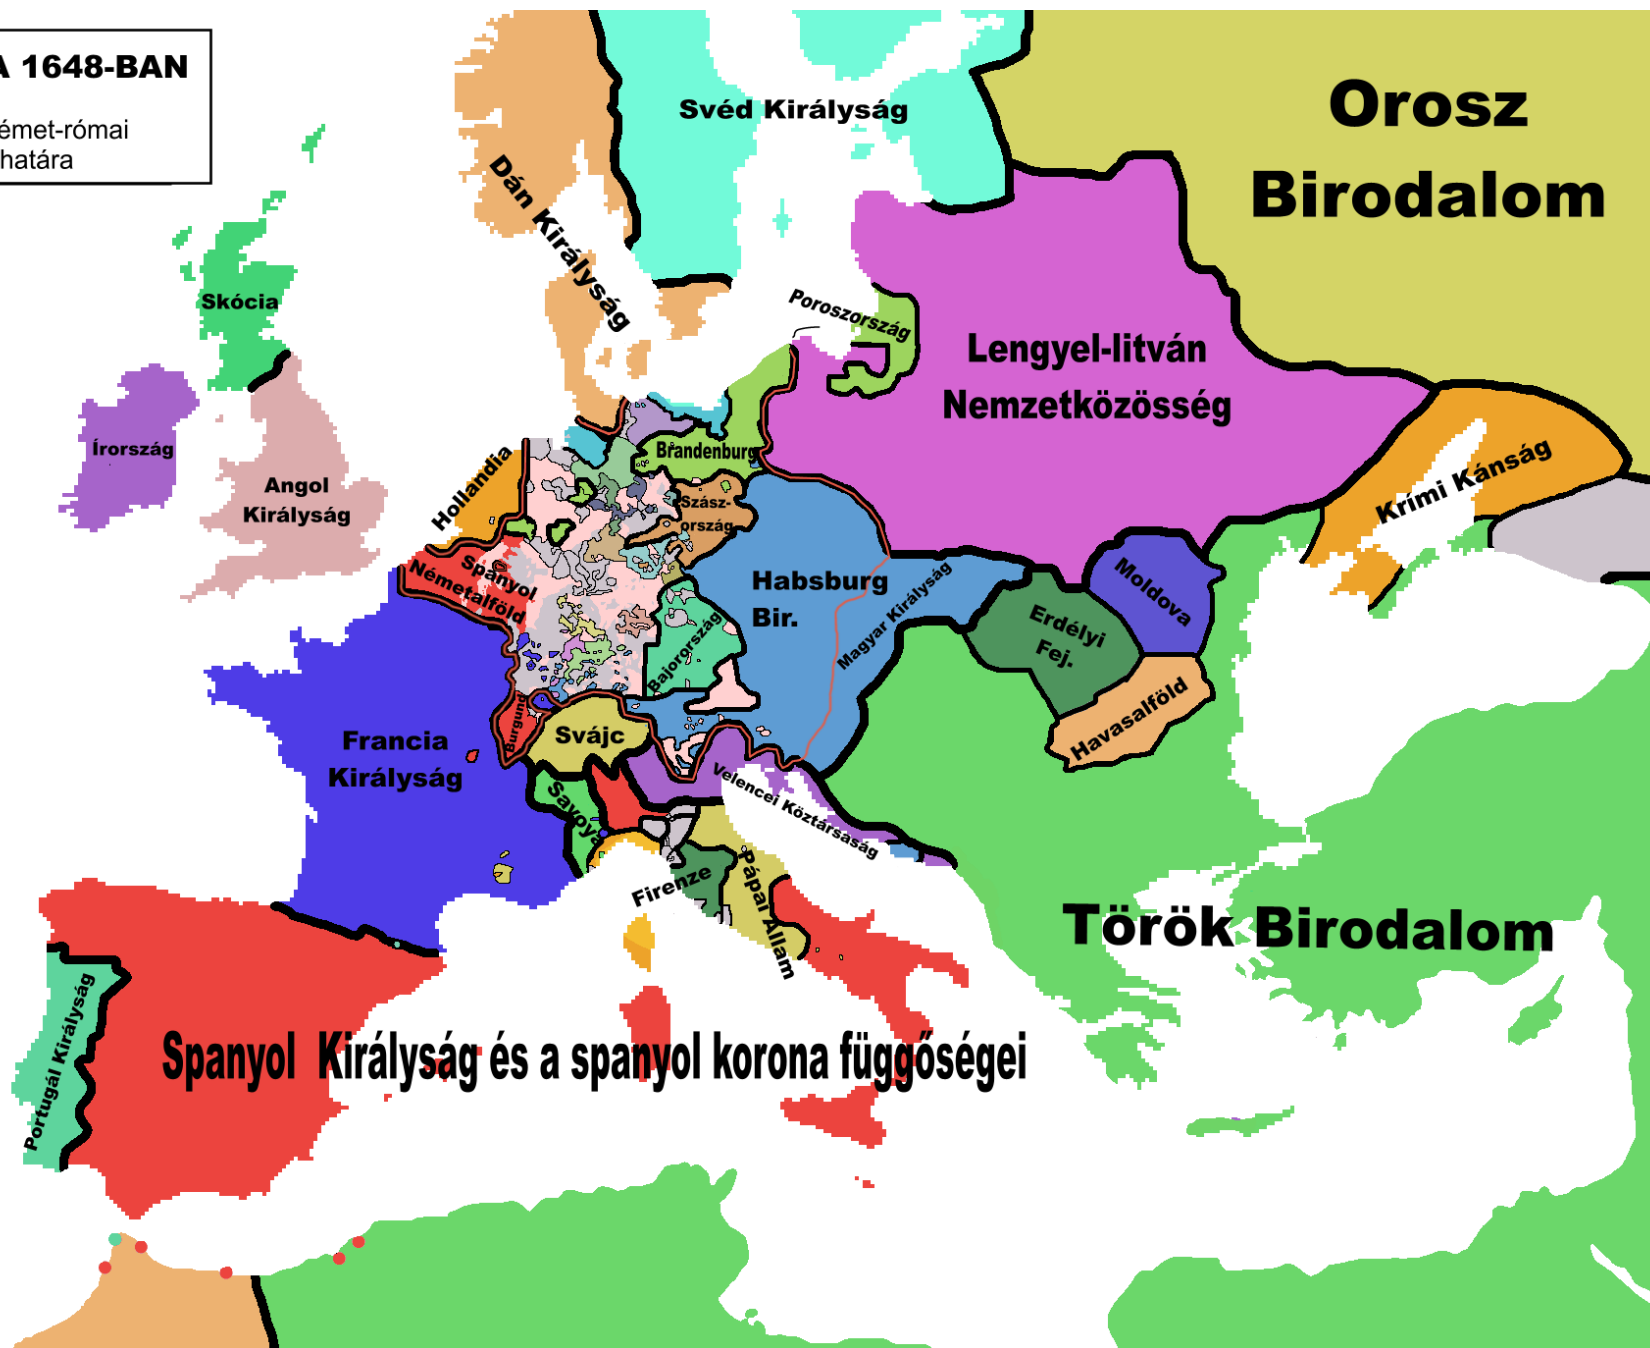 A 1648-BAN
émet-római
határa
Orosz
Birodalom
Svéd Királyság
Dán Királyság
Skócia
Poroszország
Lengyel-litván
Nemzetközösség
Írország
Angol
Királyság
Hollandia
Brandenburg
Szász-
ország
Krími Kánság
Spanyol
Németalföld
Habsburg
Bir.
Magyar Királyság
Moldova
Erdélyi
Fej.
Bajorország
Havasalföld
Burgund
Svájc
Francia
Királyság
Savoya
Velencei Köztársaság
Firenze
Pápai Állam
Török Birodalom
Portugál Királyság
Spanyol Királyság és a spanyol korona függőségei